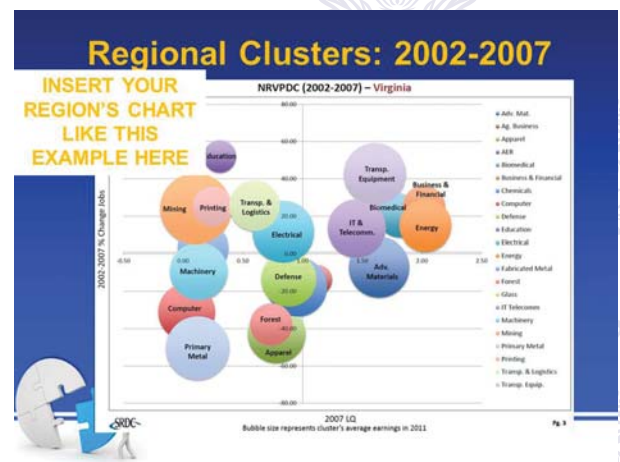 Regional Clusters: 2002-2007
INSERT YOUR
REGION'S CHART
LIKE THIS
EXAMPLE HERE
NRVPDC (2002-2007) – Virginia
2002-2007 % Change Jobs
80.00
60.00
40.00
20.00
0.00
-20.00
-40.00
-60.00
-80.00
-0.50
0.00
0.50
1.00
1.50
2.00
2.50
ducation
Mining
Printing
Transp. &
Logistics
Transp.
Equipment
Business &
Financial
Biomedical
IT &
Telecomm.
Energy
Electrical
Machinery
Defense
Adv.
Materials
Computer
Forest
Apparel
Primary
Metal
Adv. Mat.
Ag. Business
Apparel
AER
Biomedical
Business & Financial
Chemicals
Computer
Defense
Education
Electrical
Energy
Fabricated Metal
Forest
Glass
IT Telecomm
Machinery
Mining
Primary Metal
Printing
Transp. & Logistics
Transp. Equip.
2007 LQ
Bubble size represents cluster's average earnings in 2011
SRDC
Pg. 3